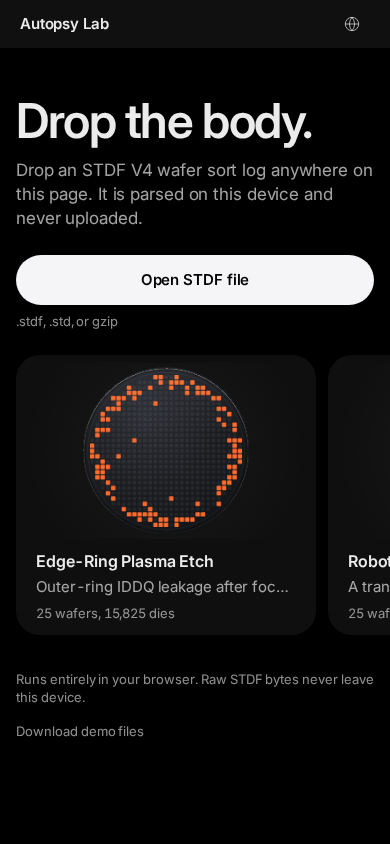 Autopsy Lab
Drop the body.
Drop an STDF V4 wafer sort log anywhere on
this page. It is parsed on this device and
never uploaded.
Open STDF file
.stdf, .std, or gzip
Edge-Ring Plasma Etch
Outer-ring IDDQ leakage after foc...
25 wafers, 15,825 dies
Robot
A tran
25 waf
Runs entirely in your browser. Raw STDF bytes never leave
this device.
Download demo files